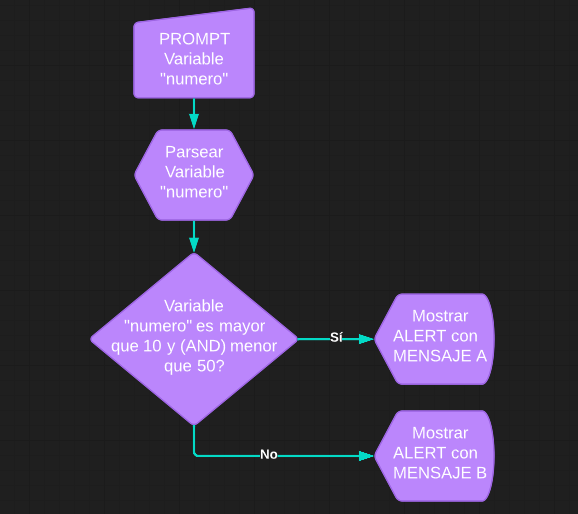 PROMPT
Variable
"numero"
Parsear
Variable
"numero"
Variable
"numero" es mayor
que 10 y (AND) menor
que 50?
Sí
Mostrar
ALERT con
MENSAJE A
No
Mostrar
ALERT con
MENSAJE B